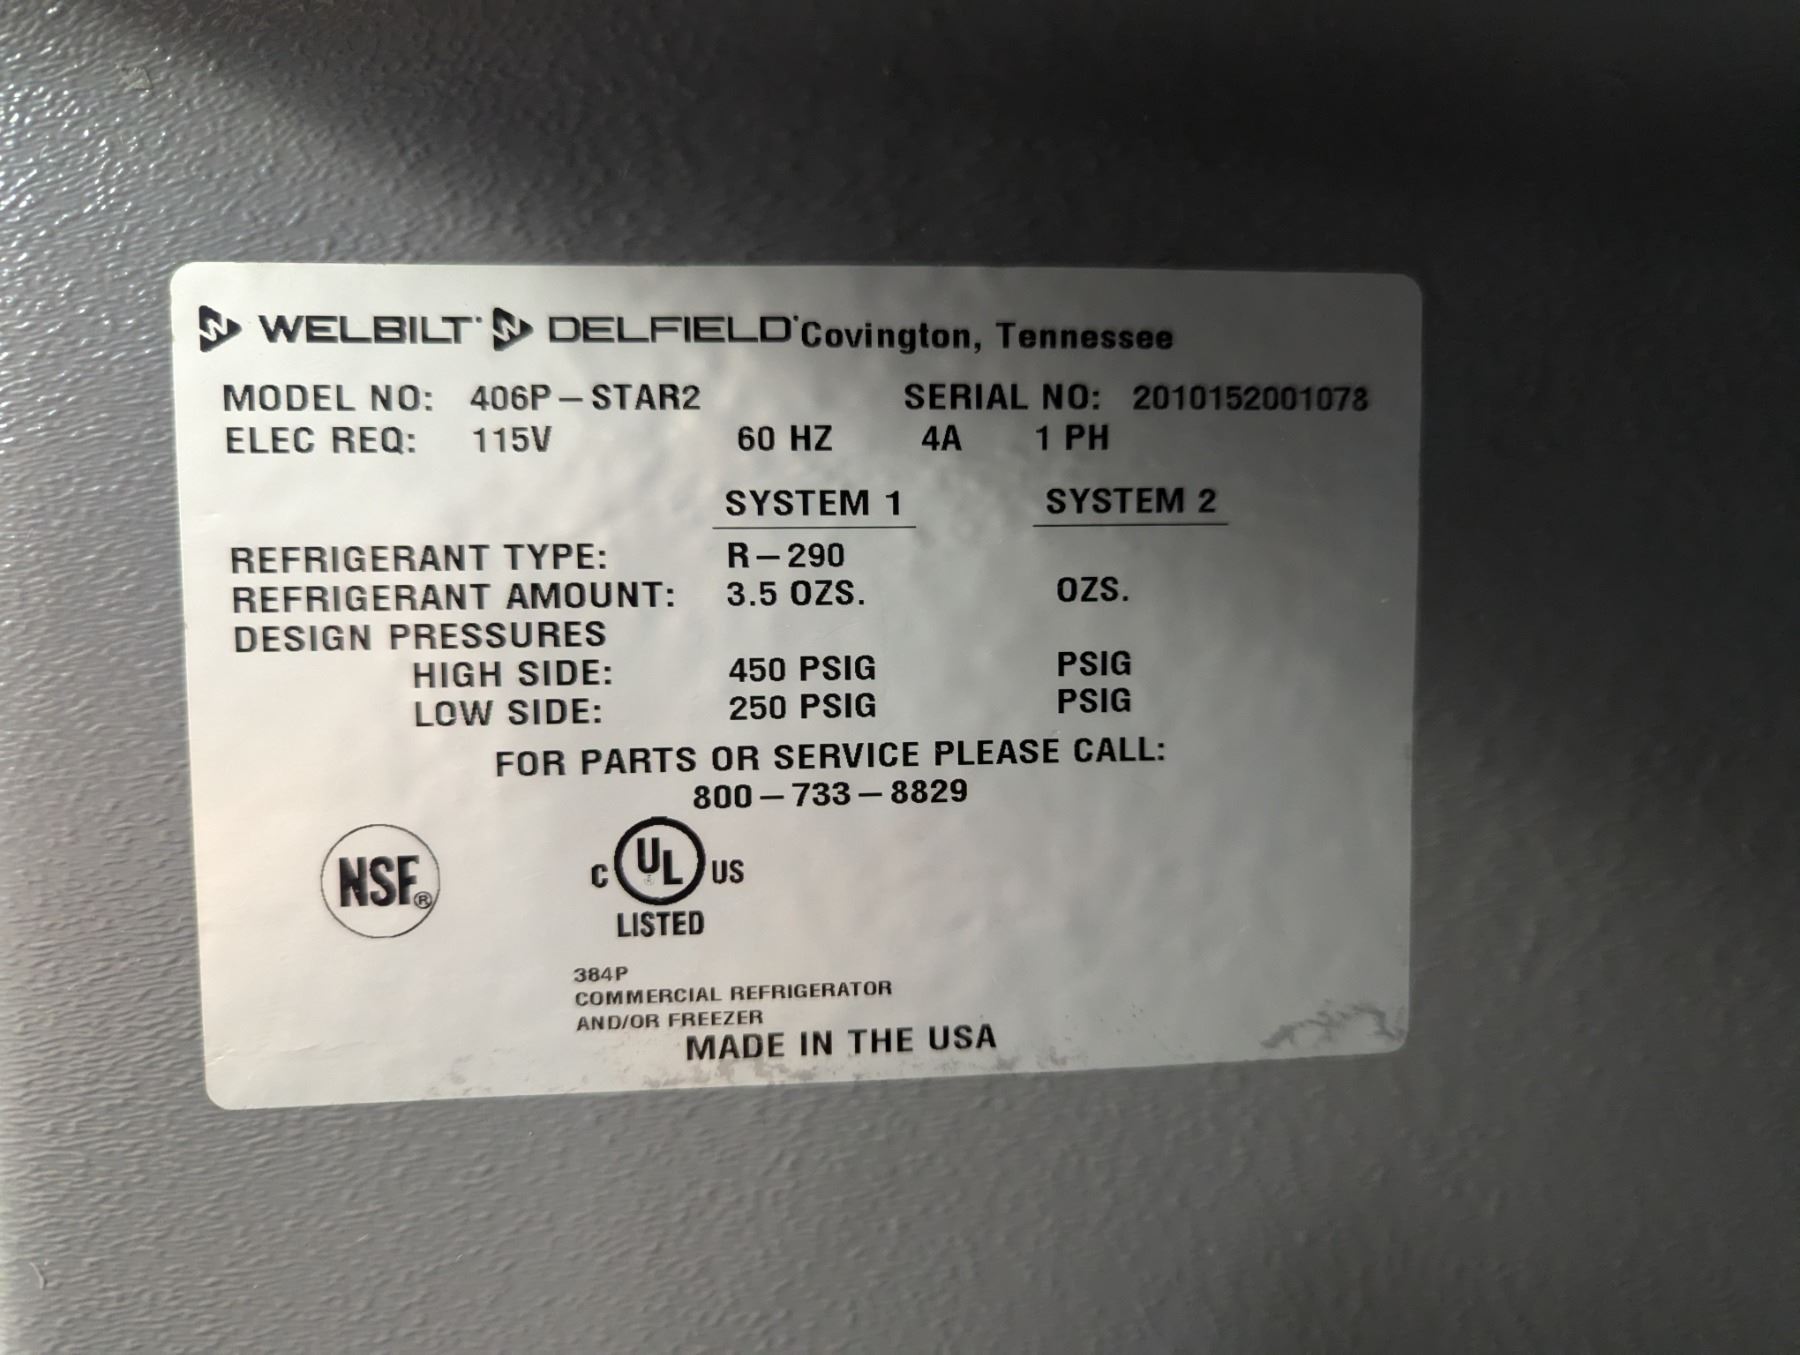 WELBILT DELFIELD Covington, Tennessee
MODEL NO: 406P-STAR2 SERIAL NO: 2010152001078
ELEC REQ: 115V 60 HZ 4A 1 PH
SYSTEM 1 SYSTEM 2
REFRIGERANT TYPE: R-290
REFRIGERANT AMOUNT: 3.5 OZS. OZS.
DESIGN PRESSURES
HIGH SIDE: 450 PSIG PSIG
LOW SIDE: 250 PSIG PSIG
FOR PARTS OR SERVICE PLEASE CALL:
800-733-8829
NSF®
C UL US
LISTED
384P
COMMERCIAL REFRIGERATOR
AND/OR FREEZER
MADE IN THE USA